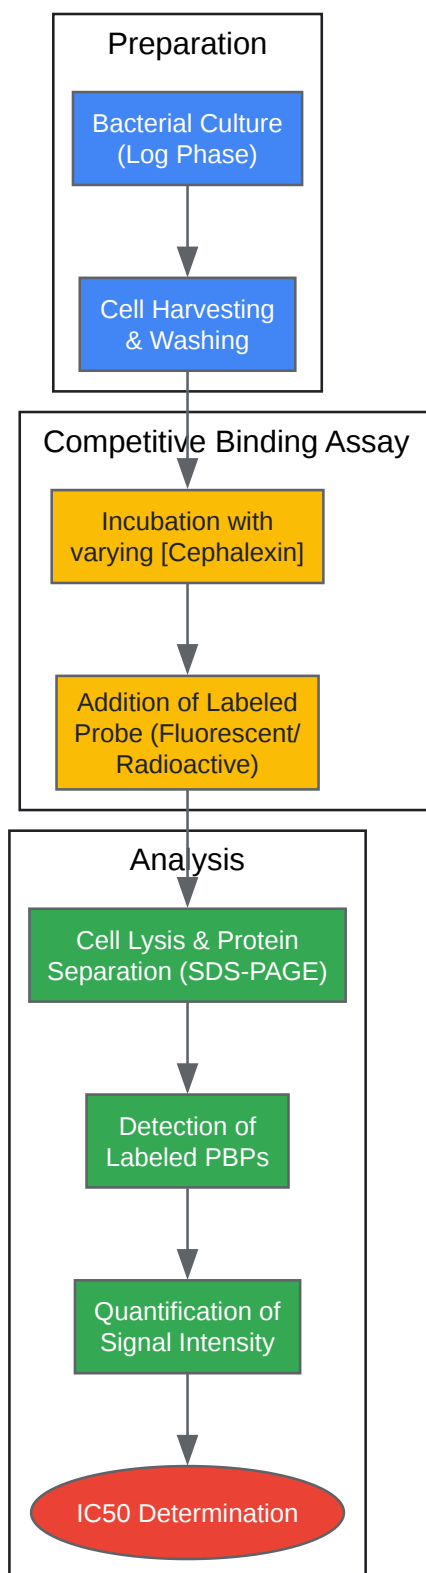 Preparation
Bacterial Culture
(Log Phase)
Cell Harvesting
& Washing
Competitive Binding Assay
Incubation with
varying [Cephalexin]
Addition of Labeled
Probe (Fluorescent/
Radioactive)
Analysis
Cell Lysis & Protein
Separation (SDS-PAGE)
Detection of
Labeled PBPs
Quantification of
Signal Intensity
IC50 Determination